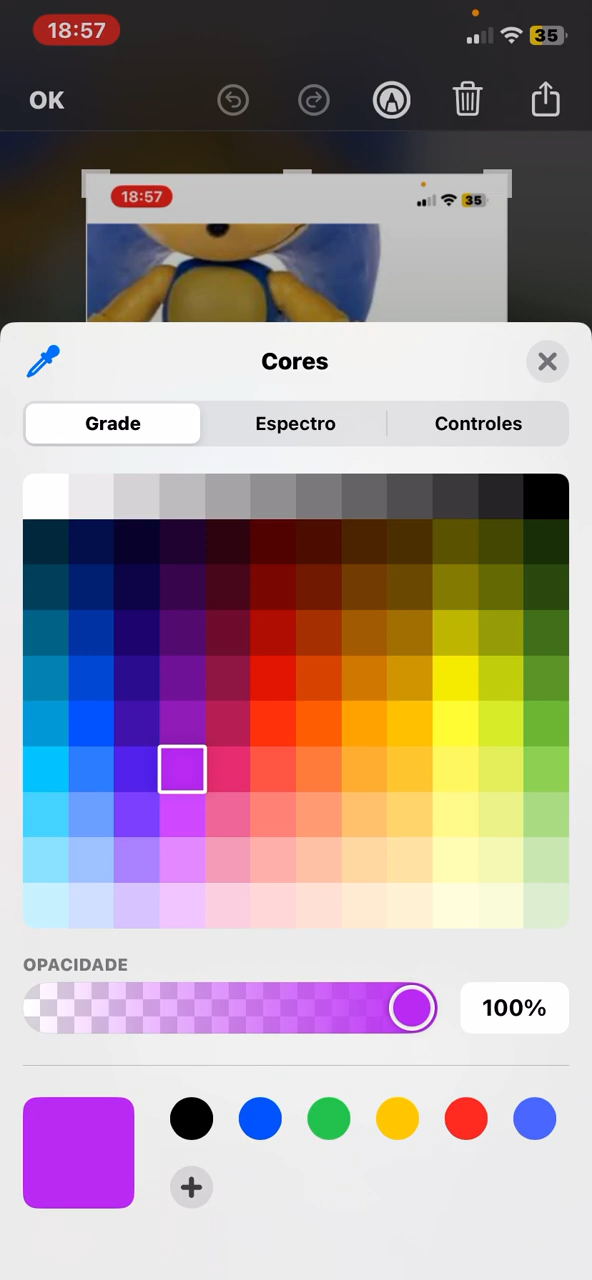 18:57
35
OK
18:57
35
Cores
Grade
Espectro
Controles
OPACIDADE
100%